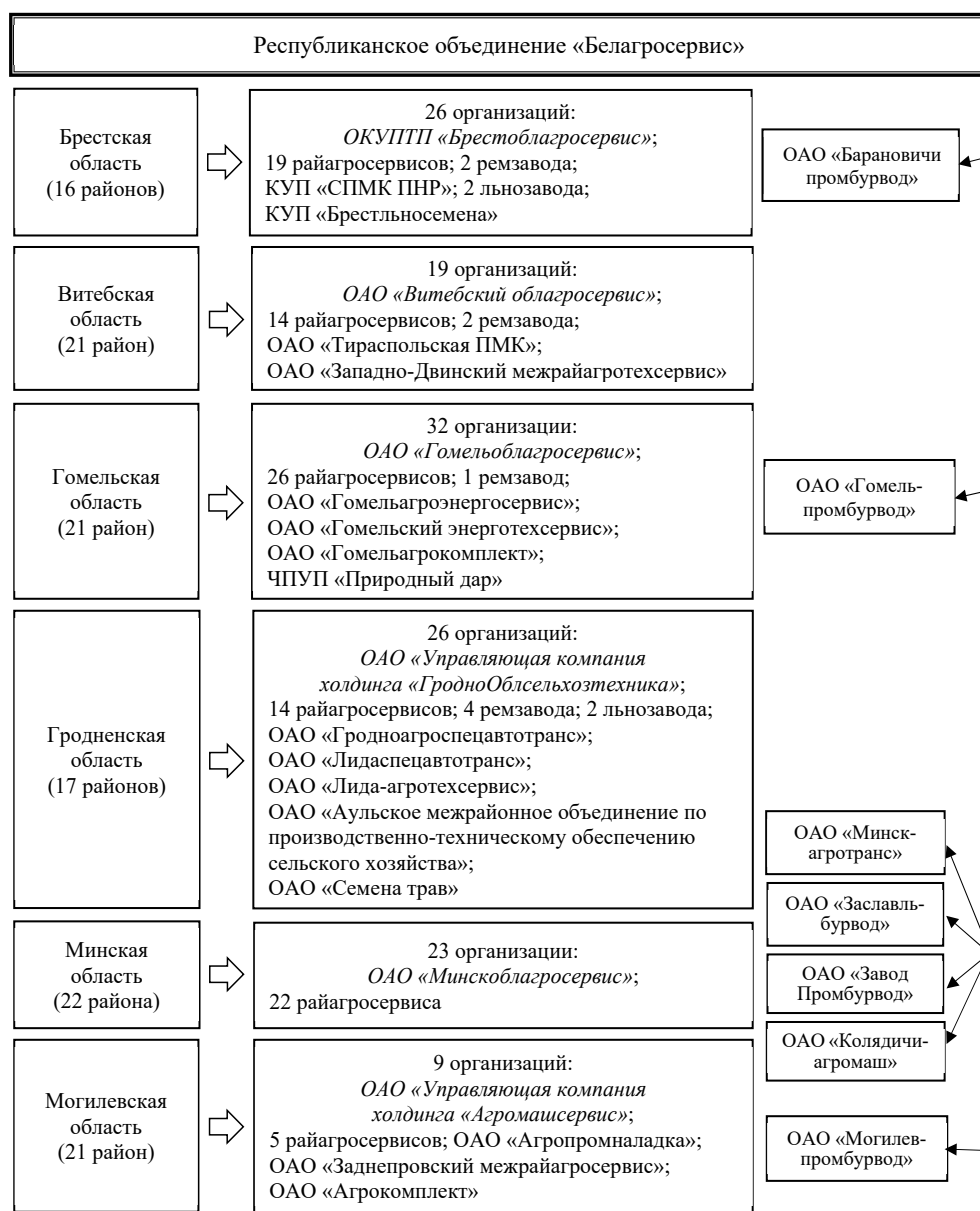 Республиканское объединение «Белагросервис»
Брестская
область
(16 районов)
26 организаций:
ОКУПТП «Брестоблагросервис»;
19 райагросервисов; 2 ремзавода;
КУП «СПМК ПНР»; 2 льнозавода;
КУП «Брестльносемена»
ОАО «Барановичи
промбурвод»
Витебская
область
(21 район)
19 организаций:
ОАО «Витебский облагросервис»;
14 райагросервисов; 2 ремзавода;
ОАО «Тираспольская ПМК»;
ОАО «Западно-Двинский межрайагротехсервис»
Гомельская
область
(21 район)
32 организации:
ОАО «Гомельоблагросервис»;
26 райагросервисов; 1 ремзавод;
ОАО «Гомельагроэнергосервис»;
ОАО «Гомельский энерготехсервис»;
ОАО «Гомельагрокомплект»;
ЧПУП «Природный дар»
ОАО «Гомель-
промбурвод»
Гродненская
область
(17 районов)
26 организаций:
ОАО «Управляющая компания
холдинга «ГродноОблсельхозтехника»;
14 райагросервисов; 4 ремзавода; 2 льнозавода;
ОАО «Гродноагроспецавтотранс»;
ОАО «Лидаспецавтотранс»;
ОАО «Лида-агротехсервис»;
ОАО «Аульское межрайонное объединение по
производственно-техническому обеспечению
сельского хозяйства»;
ОАО «Семена трав»
ОАО «Минск-
агротранс»
ОАО «Заславль-
бурвод»
Минская
область
(22 района)
23 организации:
ОАО «Минскоблагросервис»;
22 райагросервиса
ОАО «Завод
Промбурвод»
ОАО «Колядичи-
агромаш»
Могилевская
область
(21 район)
9 организаций:
ОАО «Управляющая компания
холдинга «Агромашсервис»;
5 райагросервисов; ОАО «Агропромналадка»;
ОАО «Заднепровский межрайагросервис»;
ОАО «Агрокомплект»
ОАО «Могилев-
промбурвод»